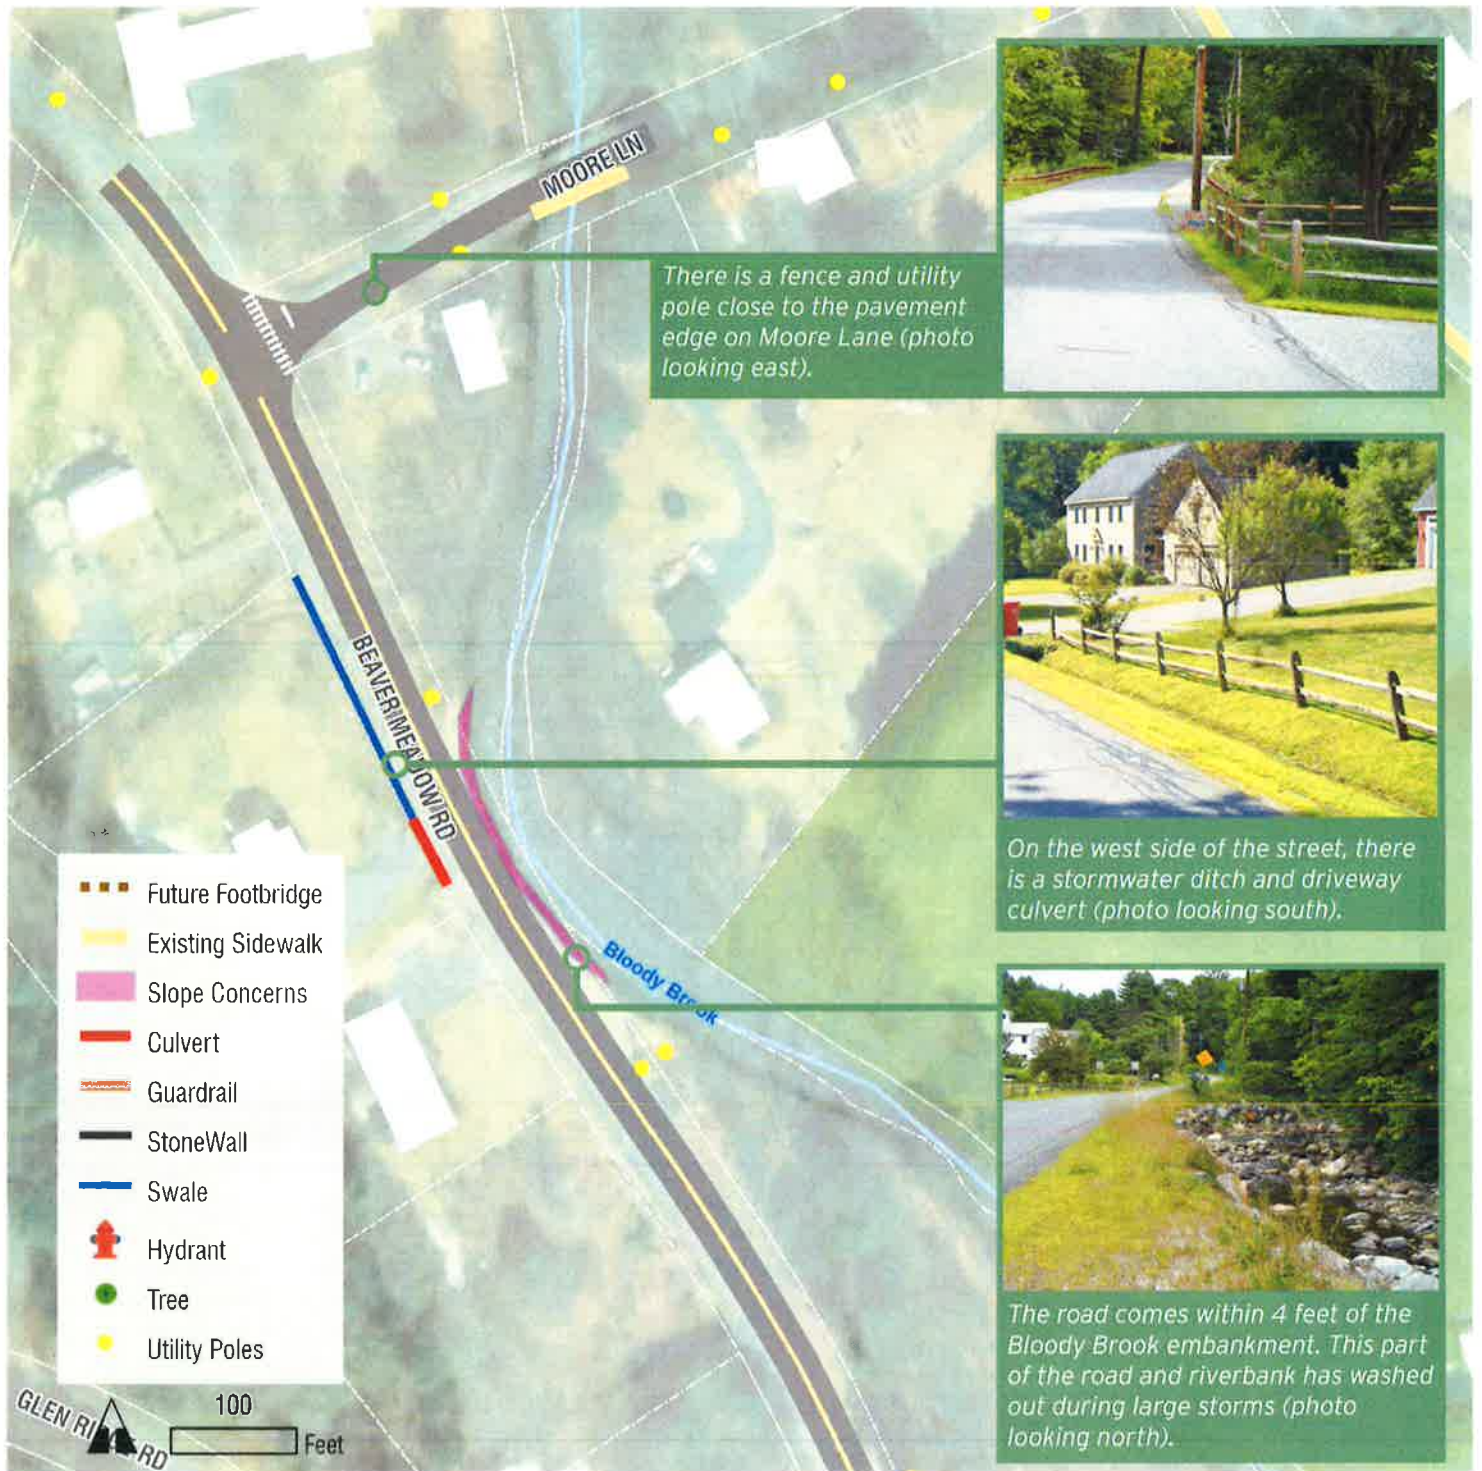 MOORE LN
There is a fence and utility
pole close to the pavement
edge on Moore Lane (photo
looking east).
BEAVER MEADOW RD
On the west side of the street, there
is a stormwater ditch and driveway
culvert (photo looking south).
Bloody Brook
Future Footbridge
Existing Sidewalk
Slope Concerns
Culvert
Guardrail
StoneWall
Swale
Hydrant
Tree
Utility Poles
The road comes within 4 feet of the
Bloody Brook embankment. This part
of the road and riverbank has washed
out during large storms (photo
looking north).
GLEN RD
100
Feet